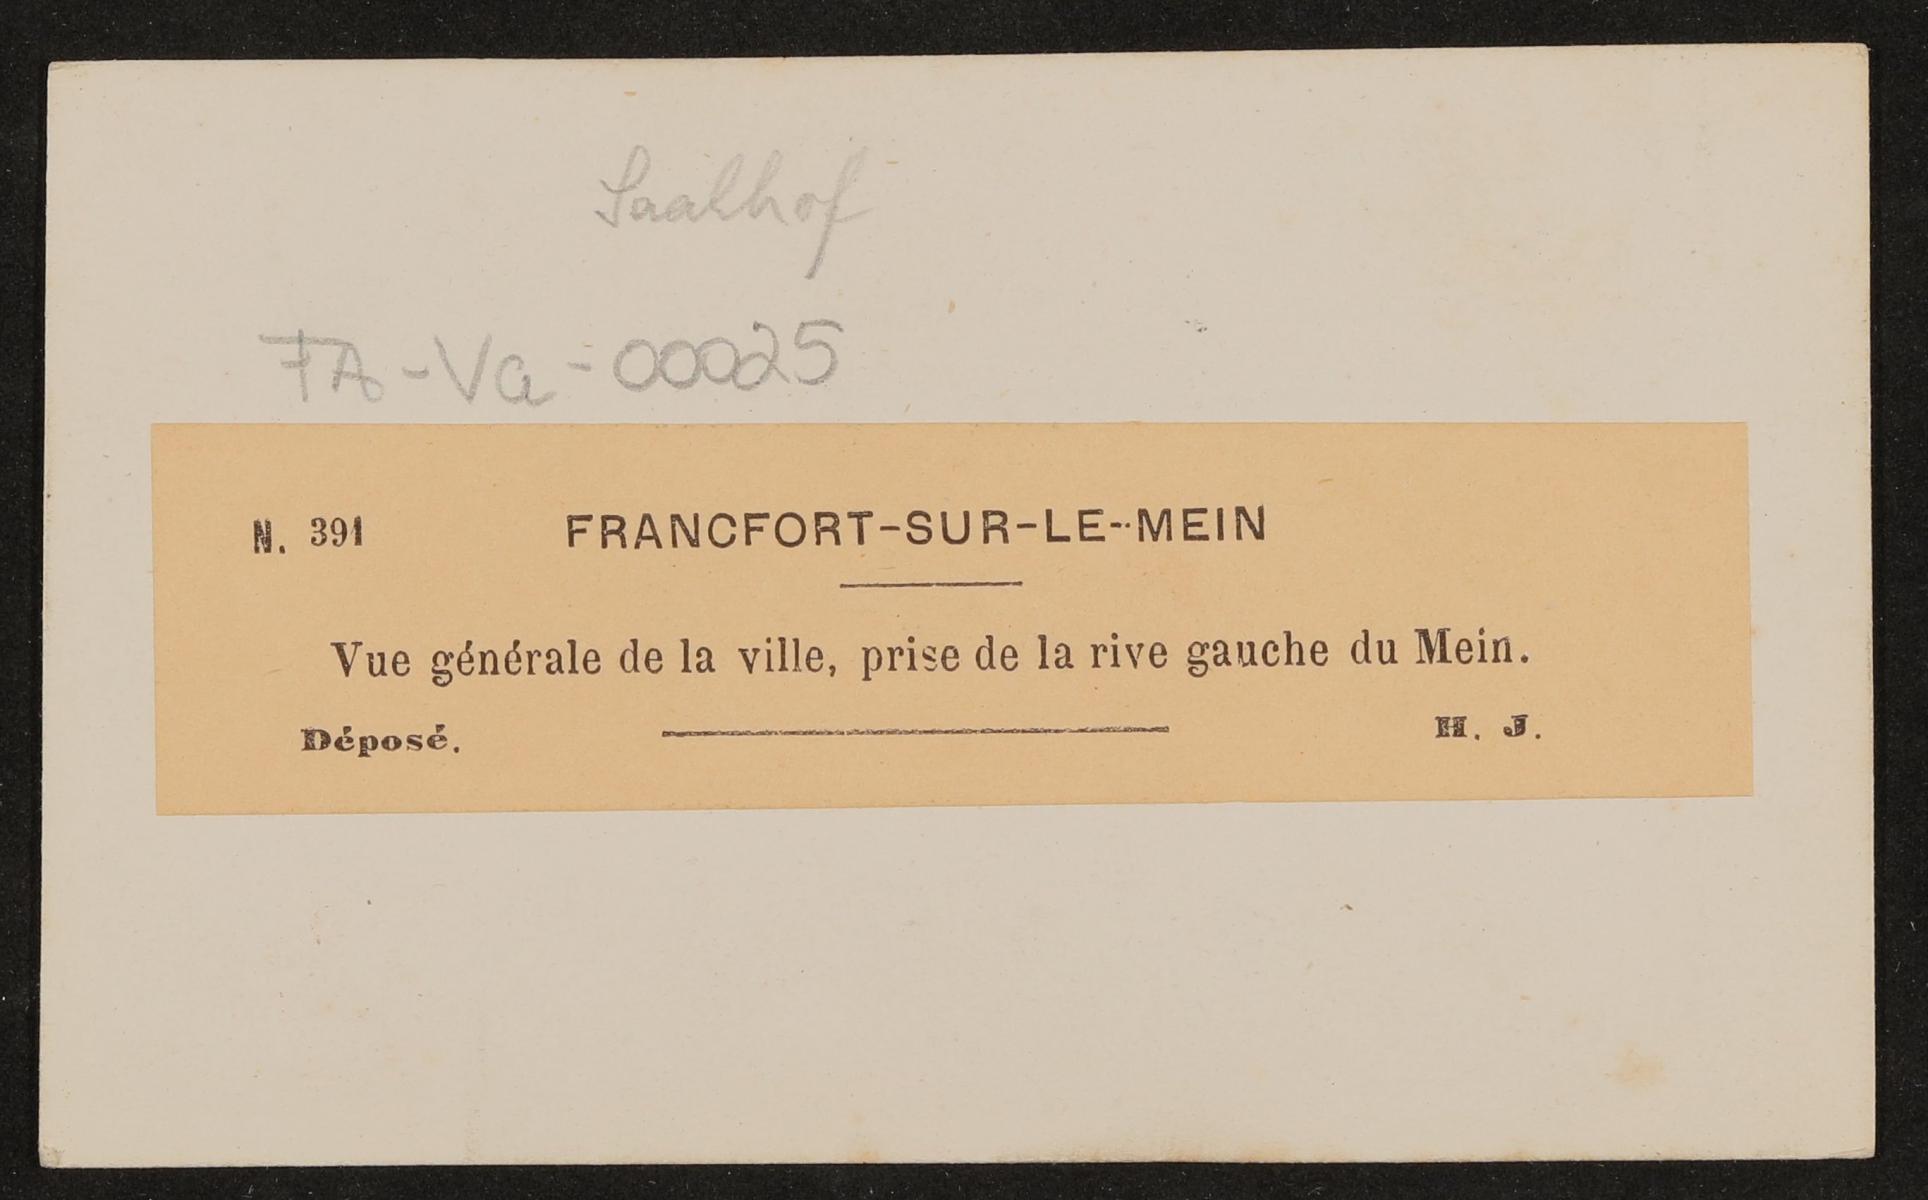 Saalhof
FA-Va-00025
N. 391 FRANCFORT-SUR-LE-MEIN
Vue générale de la ville, prise de la rive gauche du Mein.
Déposé. H. J.